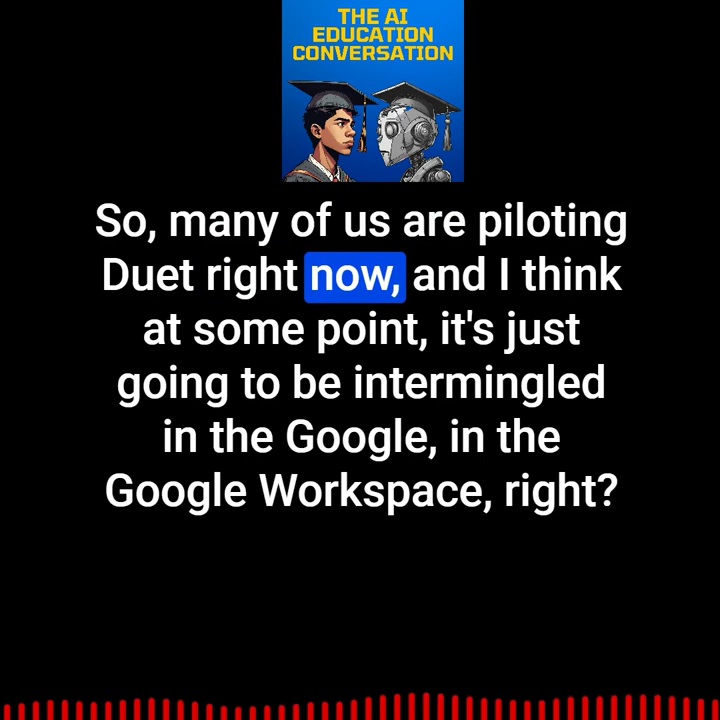 THE AI
EDUCATION
CONVERSATION
So, many of us are piloting
Duet right now, and I think
at some point, it's just
going to be intermingled
in the Google, in the
Google Workspace, right?